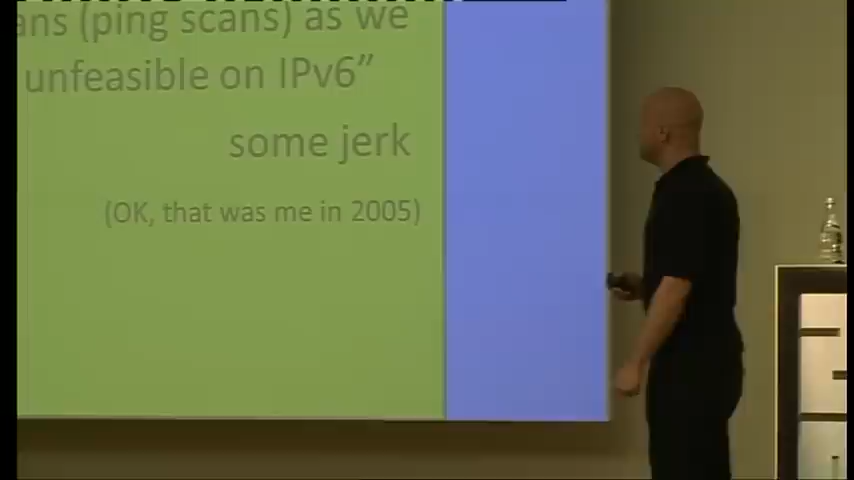 ans (ping scans) as we
unfeasible on IPv6”
some jerk
(OK, that was me in 2005)